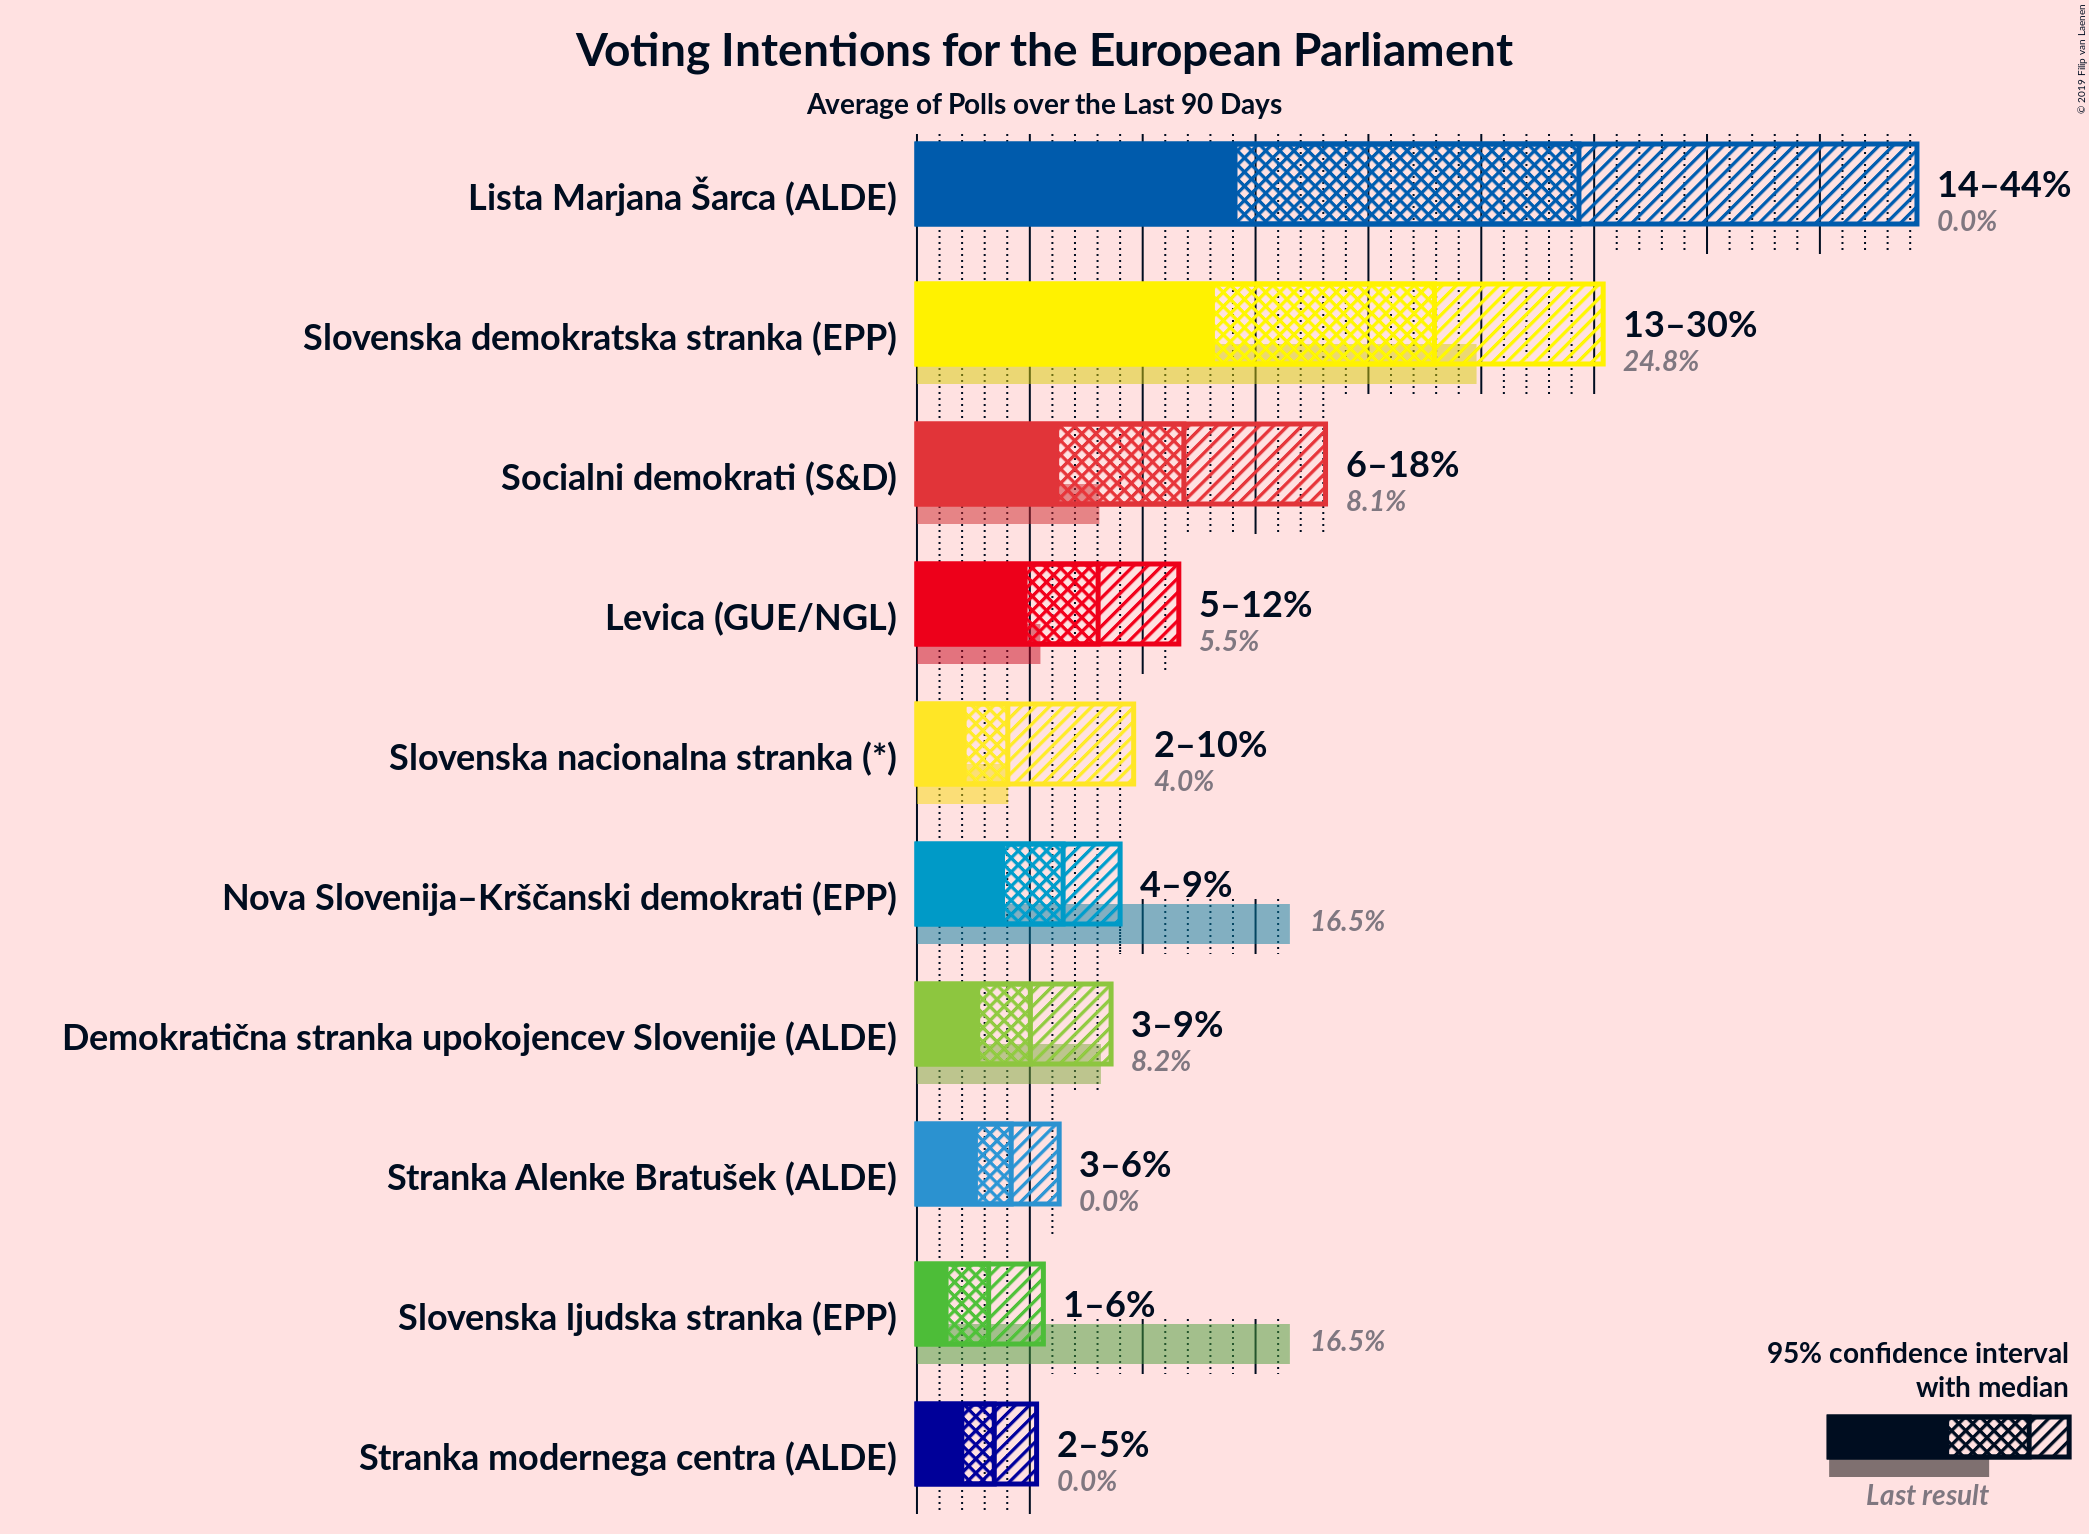 Voting Intentions for the European Parliament
Average of Polls over the Last 90 Days
© 2019 Filip van Laenen
Lista Marjana Šarca (ALDE)
14–44%
0.0%
Slovenska demokratska stranka (EPP)
13–30%
24.8%
Socialni demokrati (S&D)
6–18%
8.1%
Levica (GUE/NGL)
5–12%
5.5%
Slovenska nacionalna stranka (*)
2–10%
4.0%
Nova Slovenija–Krščanski demokrati (EPP)
4–9%
16.5%
Demokratična stranka upokojencev Slovenije (ALDE)
3–9%
8.2%
Stranka Alenke Bratušek (ALDE)
3–6%
0.0%
Slovenska ljudska stranka (EPP)
1–6%
16.5%
Stranka modernega centra (ALDE)
2–5%
0.0%
95% confidence interval
with median
Last result